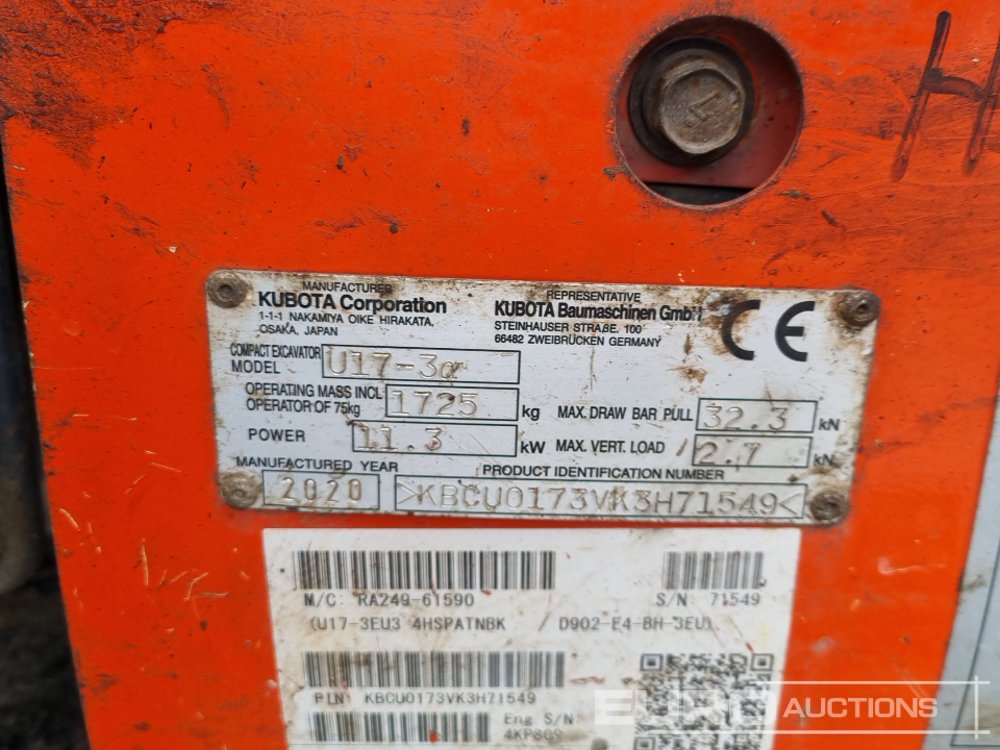 MANUFACTURER
KUBOTA Corporation
1-1-1 NAKAMIYA OIKE HIRAKATA,
OSAKA, JAPAN
REPRESENTATIVE
KUBOTA Baumaschinen GmbH
STEINHAUSER STRAßE. 100
66482 ZWEIBRÜCKEN GERMANY
CE
COMPACT EXCAVATOR
MODEL U17-3α
OPERATING MASS INCL
OPERATOR OF 75kg 1725 kg
MAX. DRAW BAR PULL 32.3 kN
POWER 11.3 kW
MAX. VERT. LOAD 2.7 kN
MANUFACTURED YEAR
2020
PRODUCT IDENTIFICATION NUMBER
>KBCU0173VK3H71549<
M/C: RA249-61590
S/N: 71549
(U17-3EU3 4HSPATNBK / D902-E4-BH-3EU)
PIN: KBCU0173VK3H71549
Eng. S/N:
EURO AUCTIONS